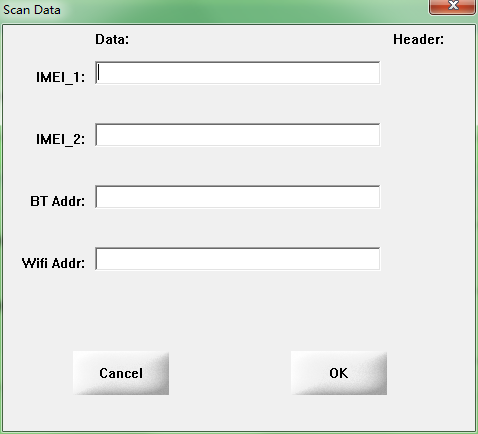 Scan Data
Data: Header:
IMEI_1:
IMEI_2:
BT Addr:
Wifi Addr:
Cancel OK